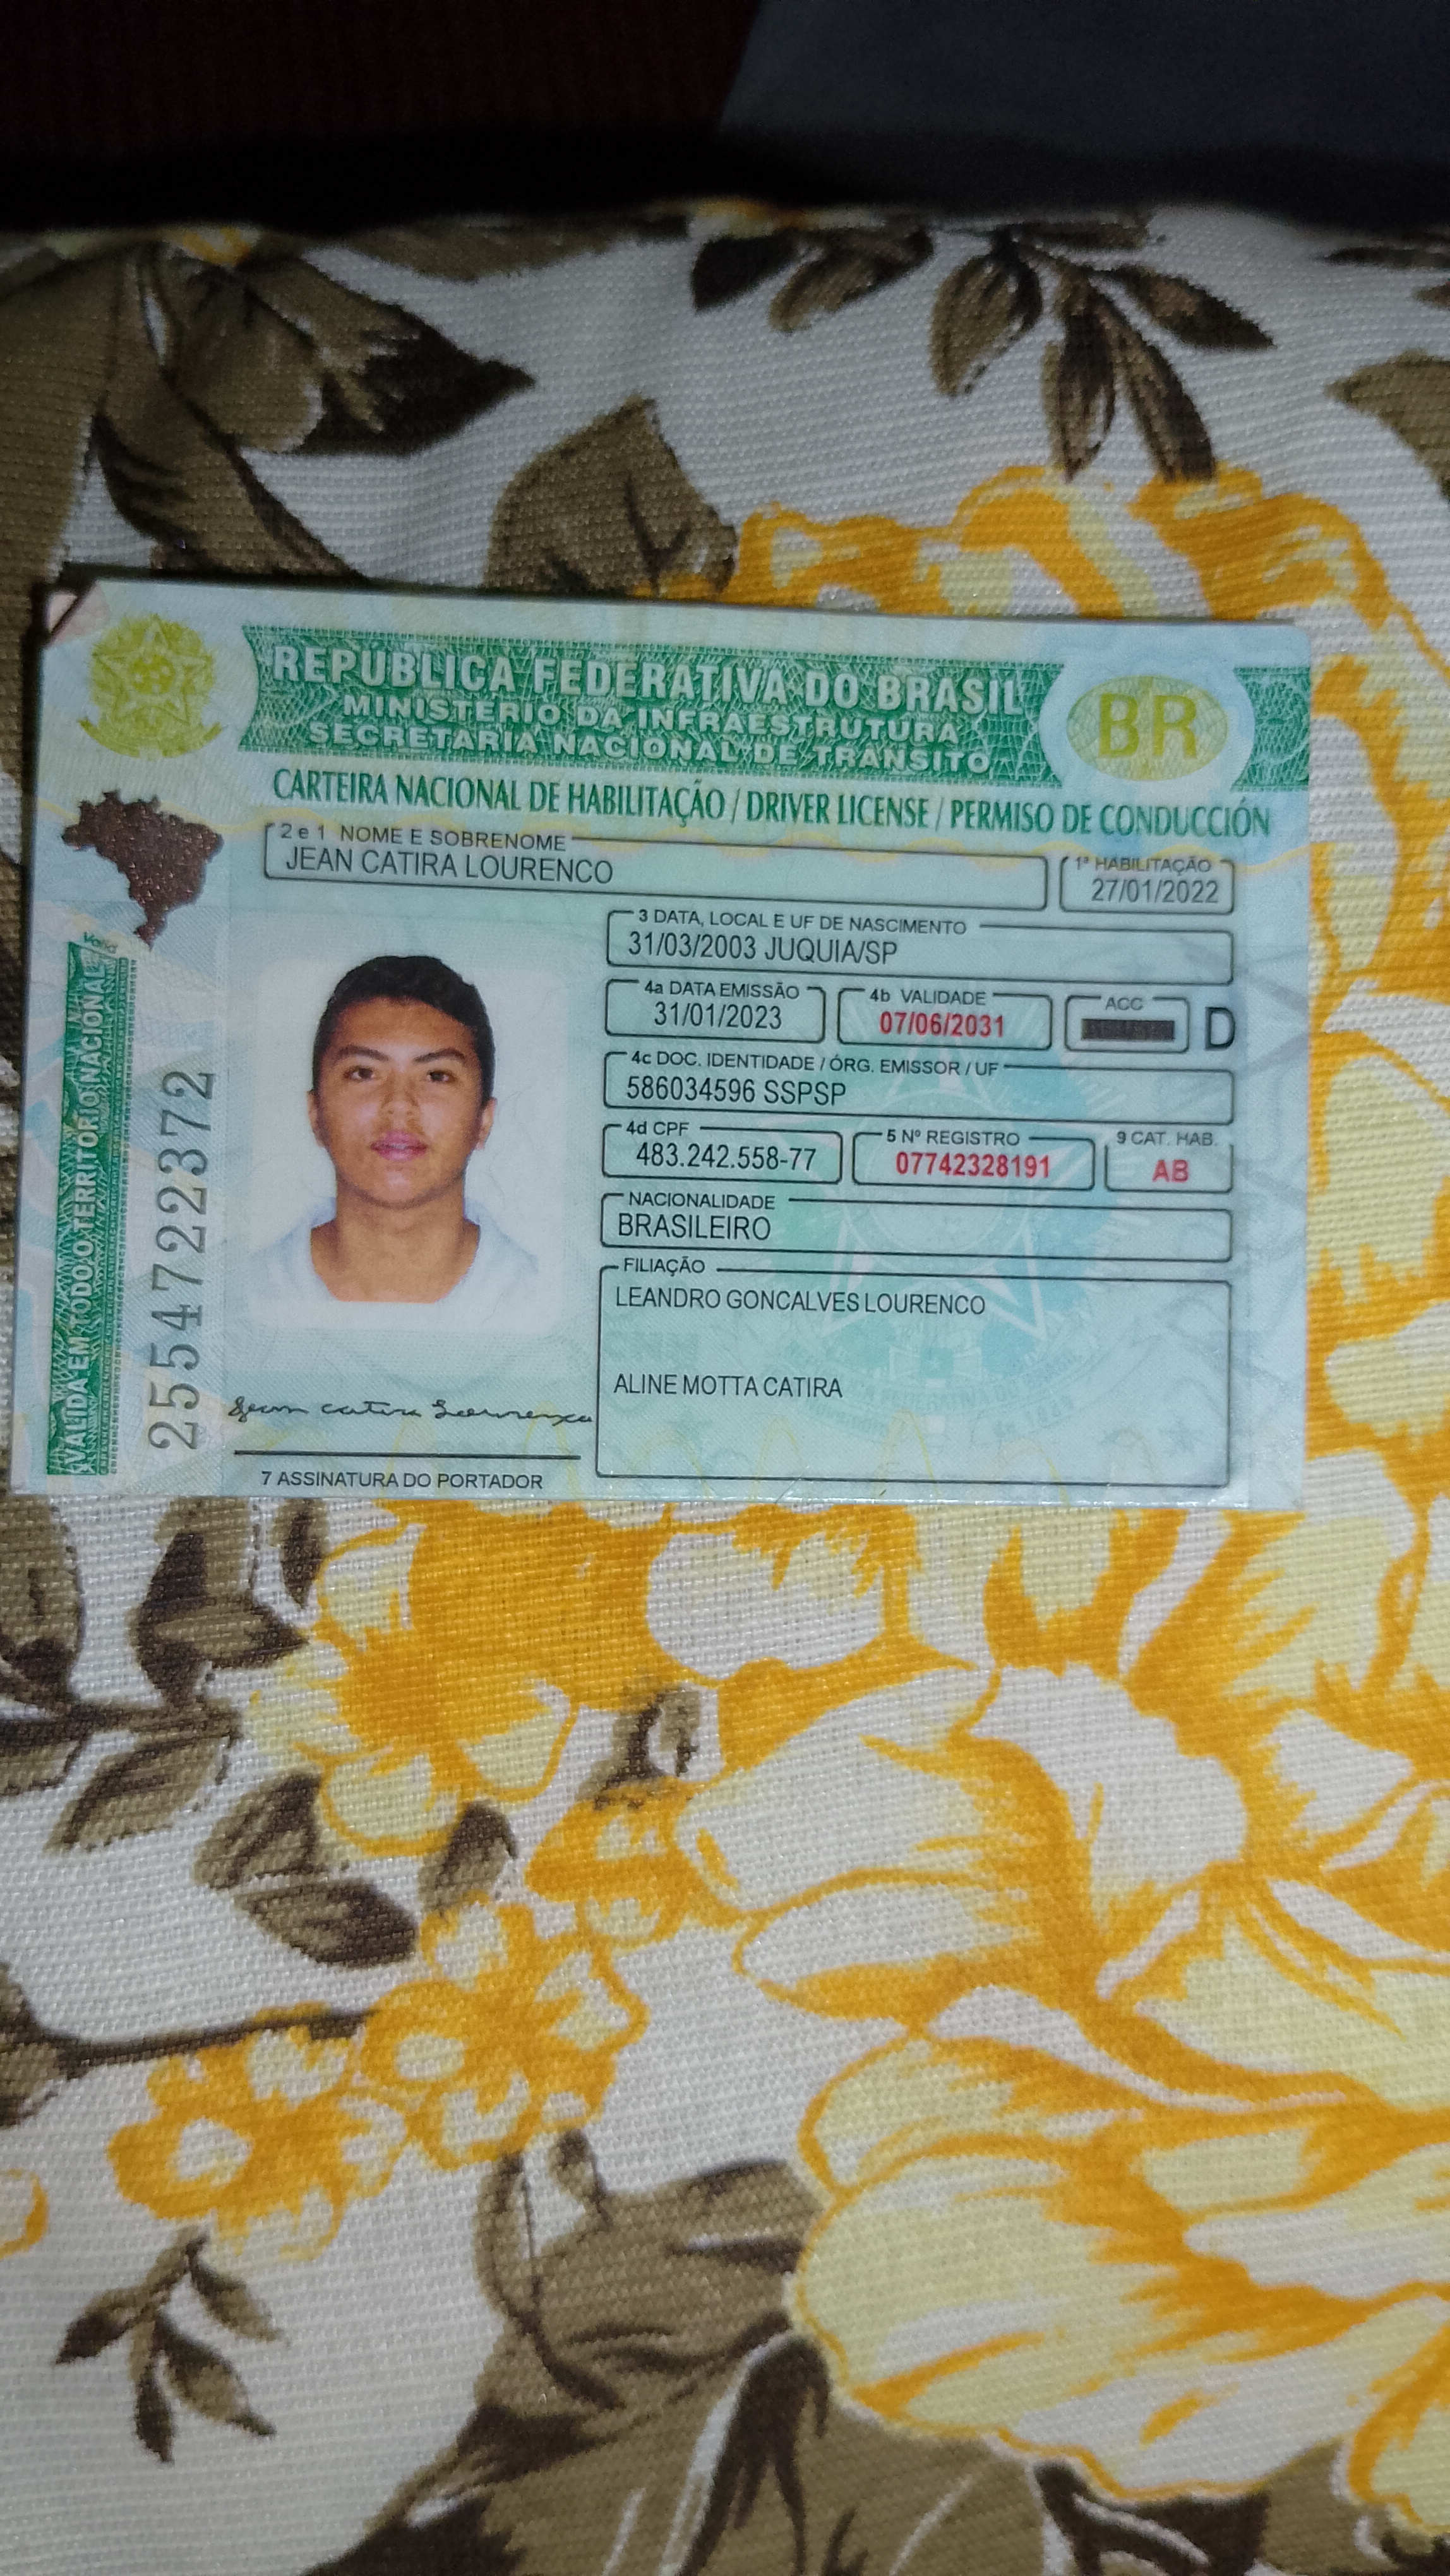 REPÚBLICA FEDERATIVA DO BRASIL
MINISTÉRIO DA INFRAESTRUTURA
SECRETARIA NACIONAL DE TRÂNSITO
BR
CARTEIRA NACIONAL DE HABILITAÇÃO / DRIVER LICENSE / PERMISO DE CONDUCCIÓN
2 e 1 NOME E SOBRENOME
JEAN CATIRA LOURENCO
1ª HABILITAÇÃO
27/01/2022
3 DATA, LOCAL E UF DE NASCIMENTO
31/03/2003 JUQUIA/SP
4a DATA EMISSÃO
31/01/2023
4b VALIDADE
07/06/2031
ACC
D
4c DOC. IDENTIDADE / ÓRG. EMISSOR / UF
586034596 SSPSP
4d CPF
483.242.558-77
5 Nº REGISTRO
07742328191
9 CAT. HAB.
AB
NACIONALIDADE
BRASILEIRO
FILIAÇÃO
LEANDRO GONCALVES LOURENCO
ALINE MOTTA CATIRA
VÁLIDA EM TODO O TERRITÓRIO NACIONAL
2554722372
Jean Catira Lourenço
7 ASSINATURA DO PORTADOR